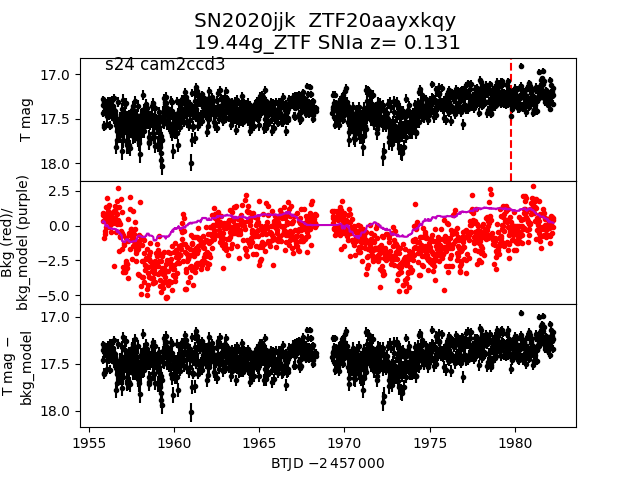 SN2020jjk  ZTF20aayxkqy
19.44g_ZTF SNIa z= 0.131
s24 cam2ccd3
T mag
17.0
17.5
18.0
Bkg (red)/
bkg_model (purple)
2.5
0.0
−2.5
−5.0
T mag −
bkg_model
17.0
17.5
18.0
1955
1960
1965
1970
1975
1980
BTJD −2 457 000